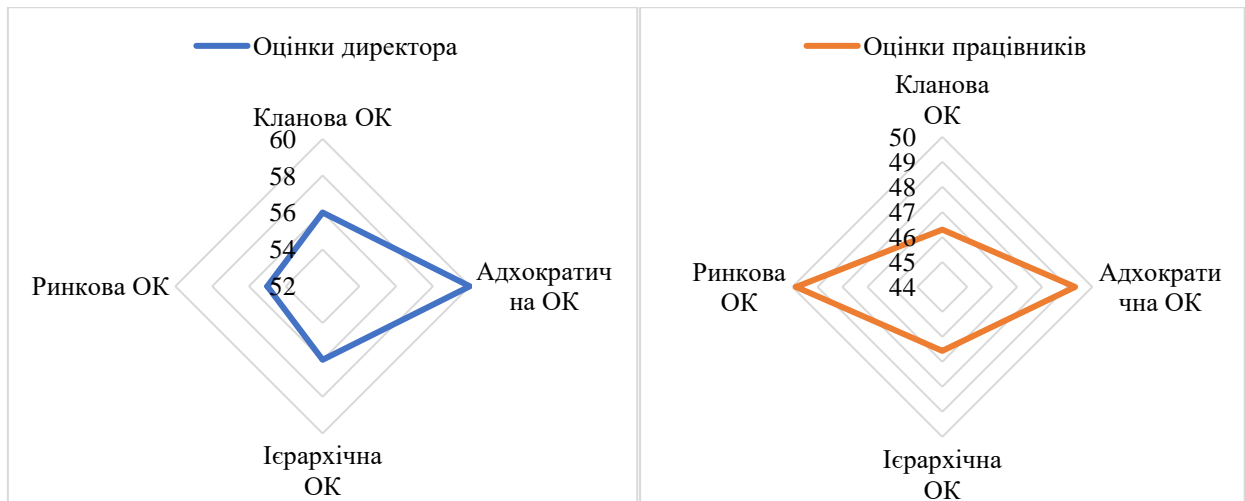 Оцінки директора
Кланова ОК
60
58
56
54
52
Ринкова ОК
Адхократич
на ОК
Ієрархічна
ОК
Оцінки працівників
Кланова
ОК
50
49
48
47
46
45
44
Ринкова
ОК
Адхократи
чна ОК
Ієрархічна
ОК